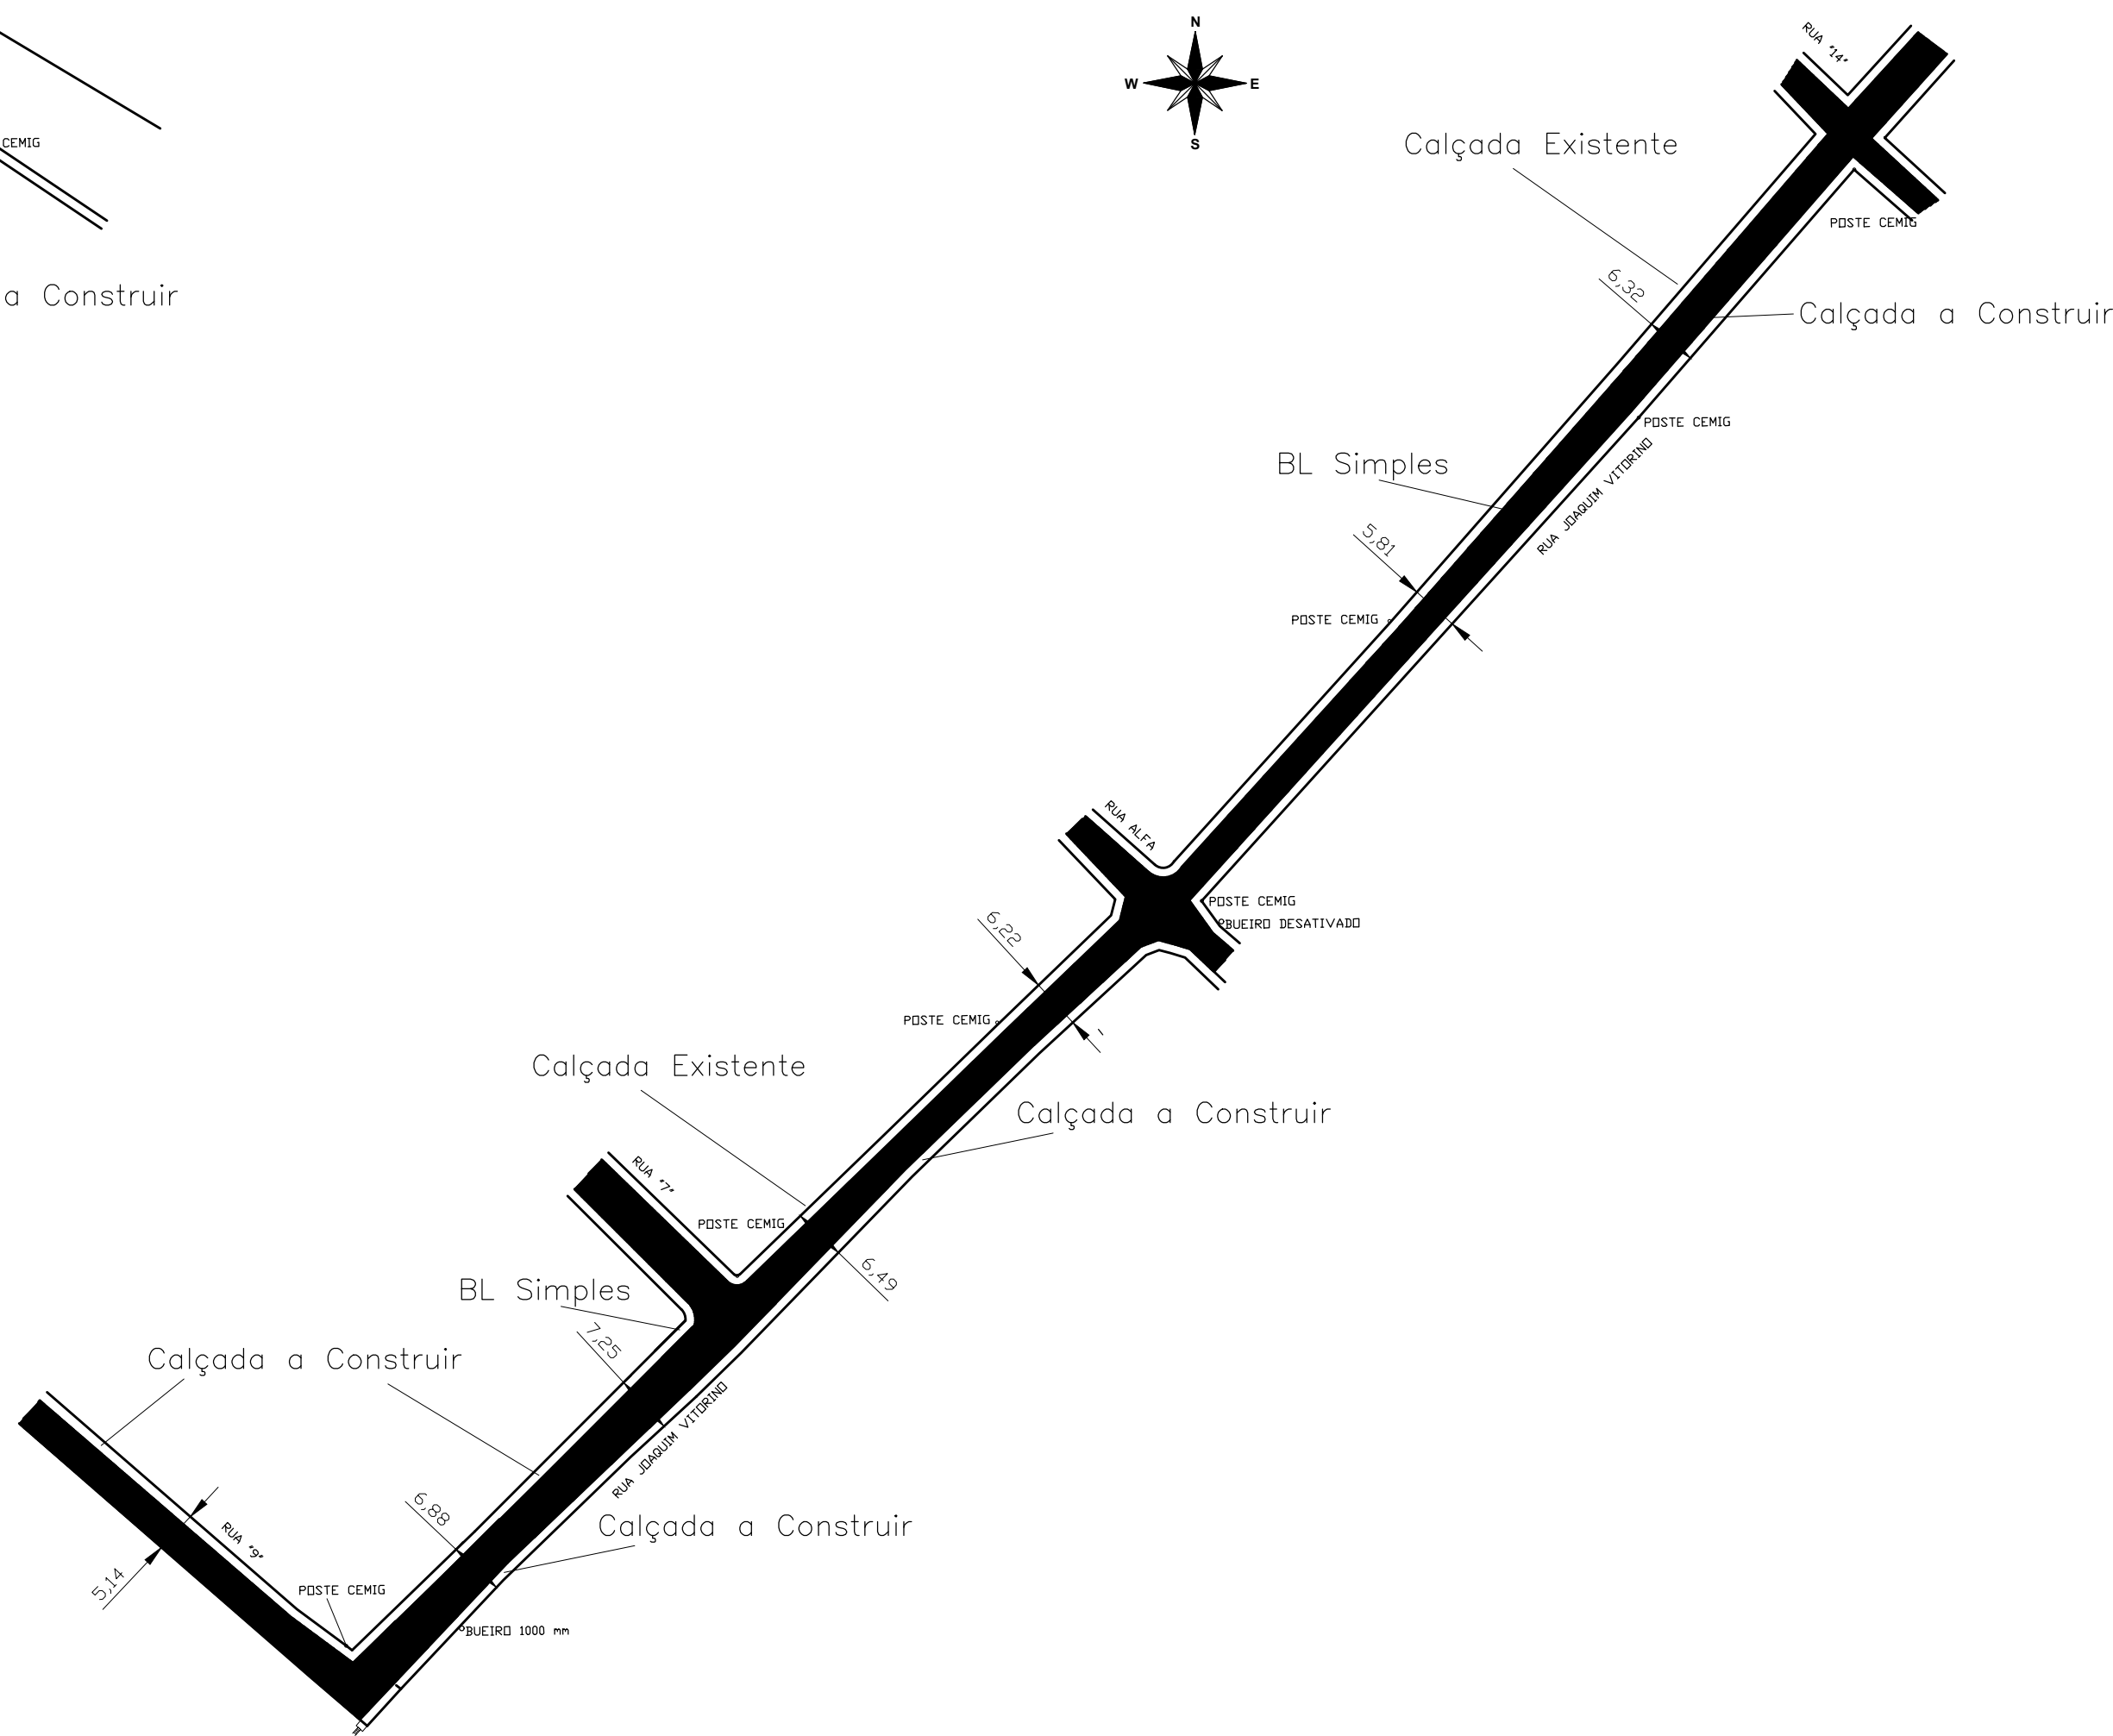 N
W
E
S
RUA "14"
CEMIG
Calçada Existente
POSTE CEMIG
6,32
a Construir
Calçada a Construir
POSTE CEMIG
BL Simples
RUA JOAQUIM VITORINO
5,81
POSTE CEMIG
RUA ALFA
POSTE CEMIG
BUEIRO DESATIVADO
6,22
POSTE CEMIG
Calçada Existente
Calçada a Construir
RUA "7"
POSTE CEMIG
6,49
BL Simples
7,25
Calçada a Construir
RUA JOAQUIM VITORINO
6,88
Calçada a Construir
RUA "9"
5,14
POSTE CEMIG
BUEIRO 1000 mm